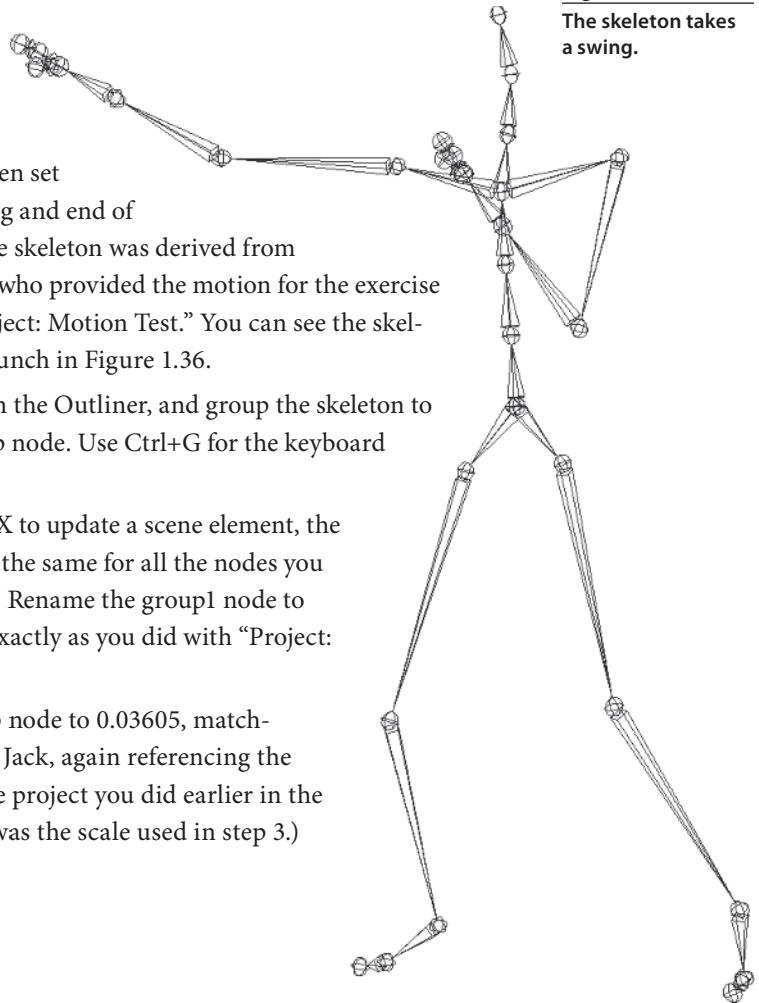 The skeleton takes
a swing.
en set
g and end of
e skeleton was derived from
who provided the motion for the exercise
ject: Motion Test.” You can see the skel-
unch in Figure 1.36.
n the Outliner, and group the skeleton to
p node. Use Ctrl+G for the keyboard
X to update a scene element, the
the same for all the nodes you
Rename the group1 node to
xactly as you did with “Project:
p node to 0.03605, match-
Jack, again referencing the
e project you did earlier in the
was the scale used in step 3.)